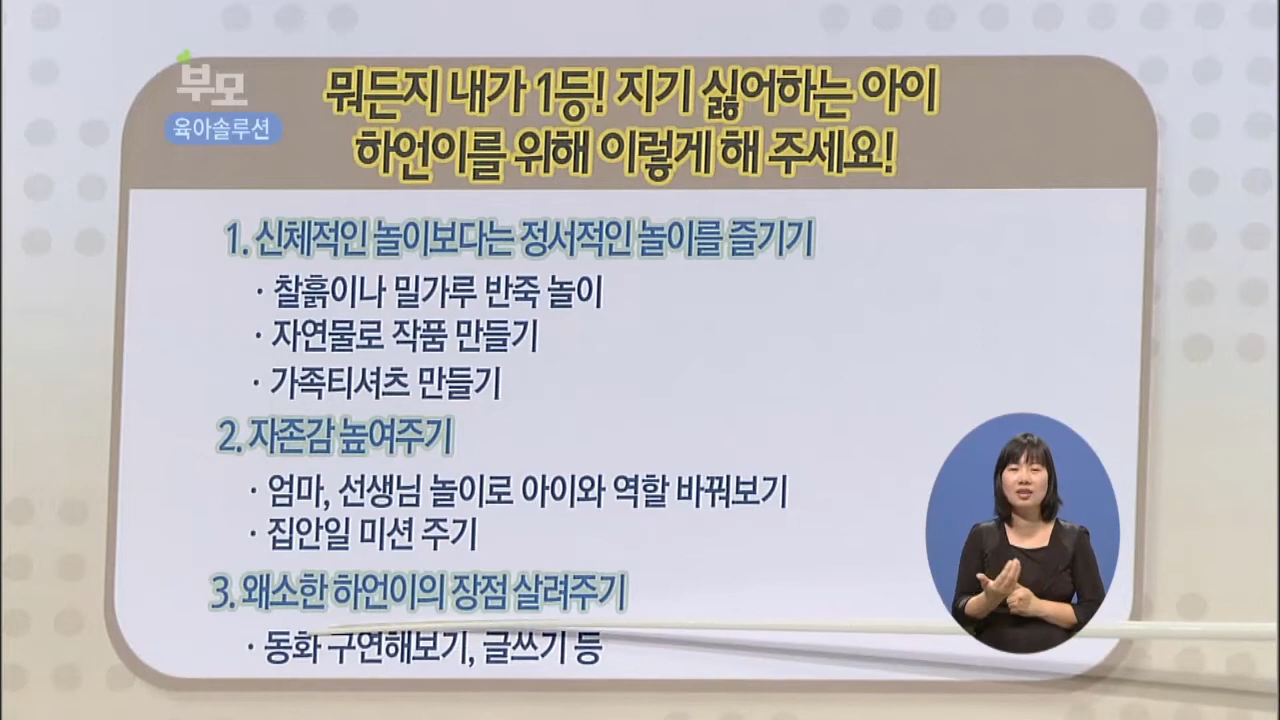 부모
육아솔루션
뭐든지 내가 1등! 지기 싫어하는 아이
하언이를 위해 이렇게 해 주세요!
1. 신체적인 놀이보다는 정서적인 놀이를 즐기기
· 찰흙이나 밀가루 반죽 놀이
· 자연물로 작품 만들기
· 가족티셔츠 만들기
2. 자존감 높여주기
· 엄마, 선생님 놀이로 아이와 역할 바꿔보기
· 집안일 미션 주기
3. 왜소한 하언이의 장점 살려주기
· 동화 구연해보기, 글쓰기 등